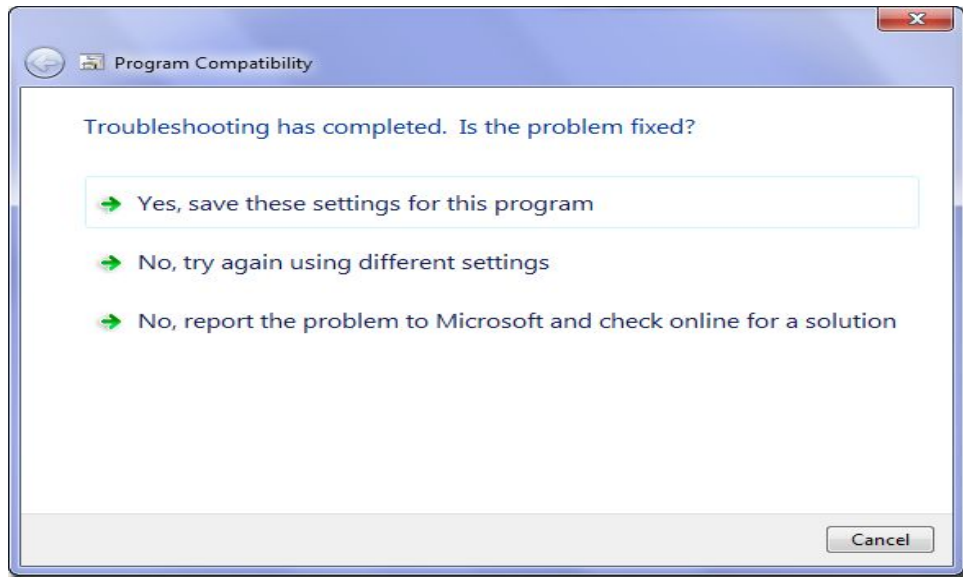 Program Compatibility
Troubleshooting has completed. Is the problem fixed?
Yes, save these settings for this program
No, try again using different settings
No, report the problem to Microsoft and check online for a solution
Cancel